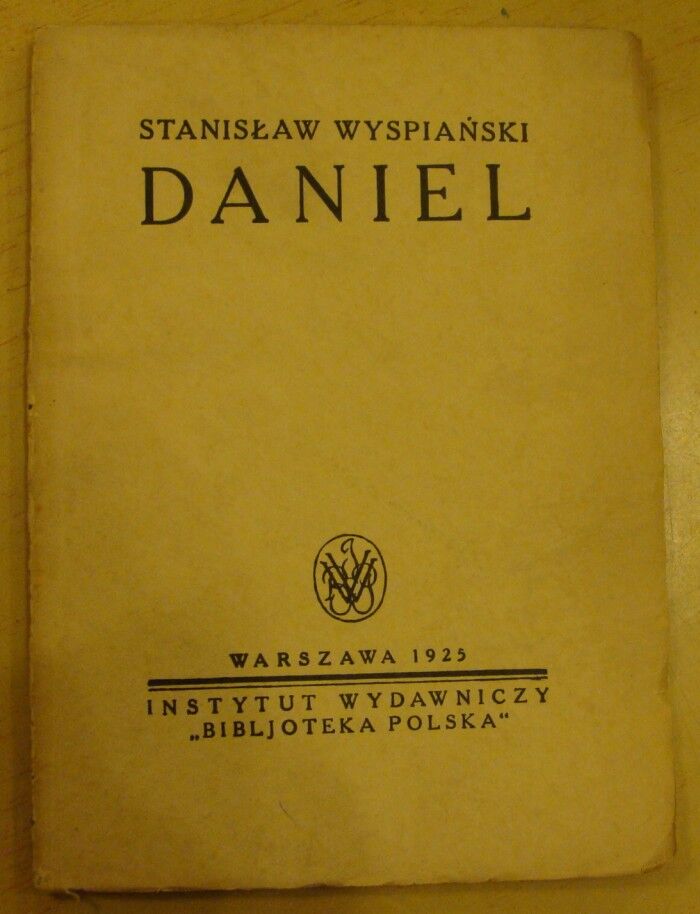 STANISŁAW WYSPIAŃSKI
DANIEL
WARSZAWA 1925
INSTYTUT WYDAWNICZY
„BIBLJOTEKA POLSKA“